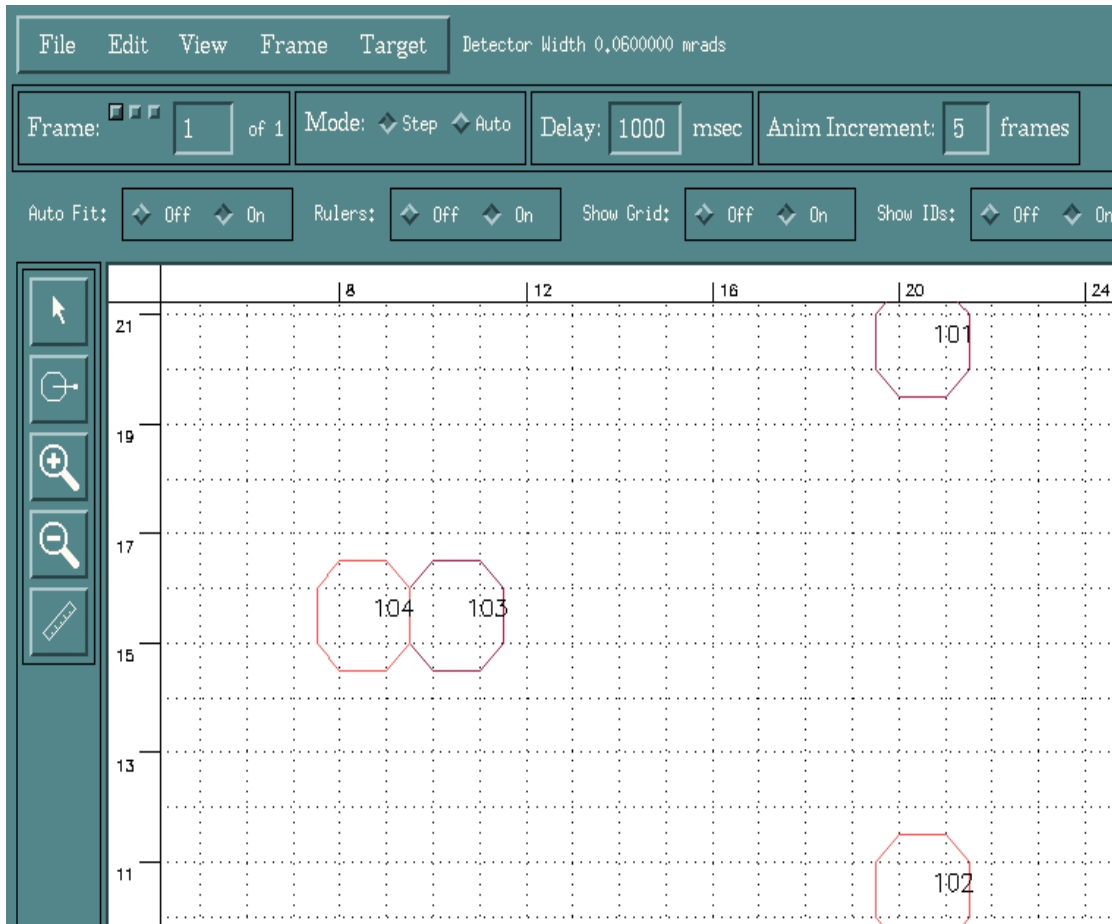 File Edit View Frame Target Detector Width 0.0600000 mrads
Frame: 1 of 1 Mode: Step Auto Delay: 1000 msec Anim Increment: 5 frames
Auto Fit: Off On Rulers: Off On Show Grid: Off On Show IDs: Off On
8 12 16 20 24
21
101
19
17
104 103
15
13
11
102